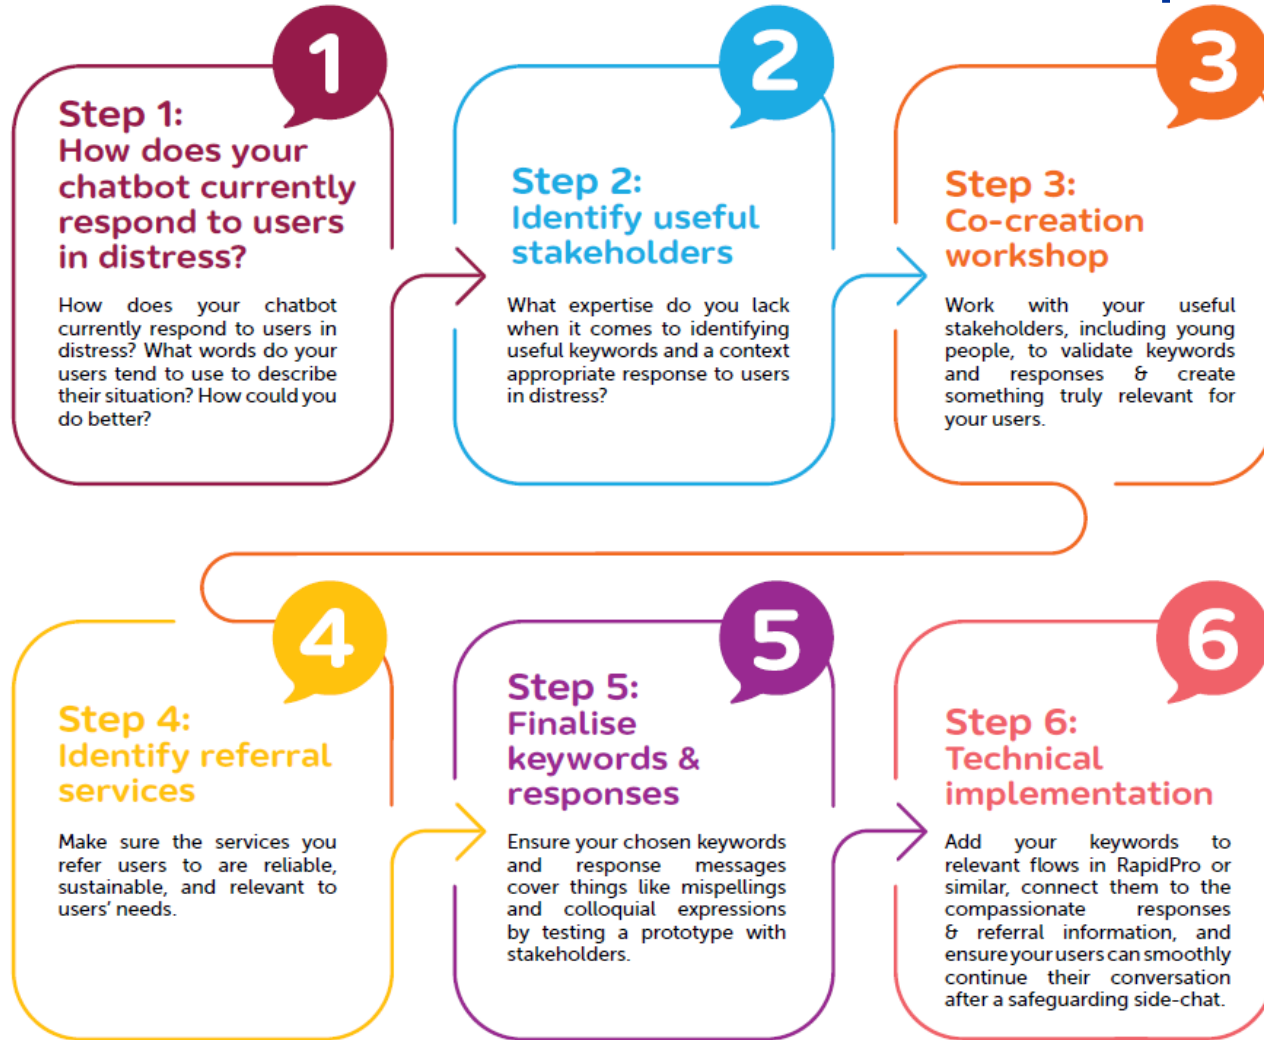 1
Step 1:
How does your
chatbot currently
respond to users
in distress?
How does your chatbot
currently respond to users in
distress? What words do your
users tend to use to describe
their situation? How could you
do better?
2
Step 2:
Identify useful
stakeholders
What expertise do you lack
when it comes to identifying
useful keywords and a context
appropriate response to users
in distress?
3
Step 3:
Co-creation
workshop
Work with your useful
stakeholders, including young
people, to validate keywords
and responses & create
something truly relevant for
your users.
4
Step 4:
Identify referral
services
Make sure the services you
refer users to are reliable,
sustainable, and relevant to
users' needs.
5
Step 5:
Finalise
keywords &
responses
Ensure your chosen keywords
and response messages
cover things like mispellings
and colloquial expressions
by testing a prototype with
stakeholders.
6
Step 6:
Technical
implementation
Add your keywords to
relevant flows in RapidPro or
similar, connect them to the
compassionate responses
& referral information, and
ensure your users can smoothly
continue their conversation
after a safeguarding side-chat.